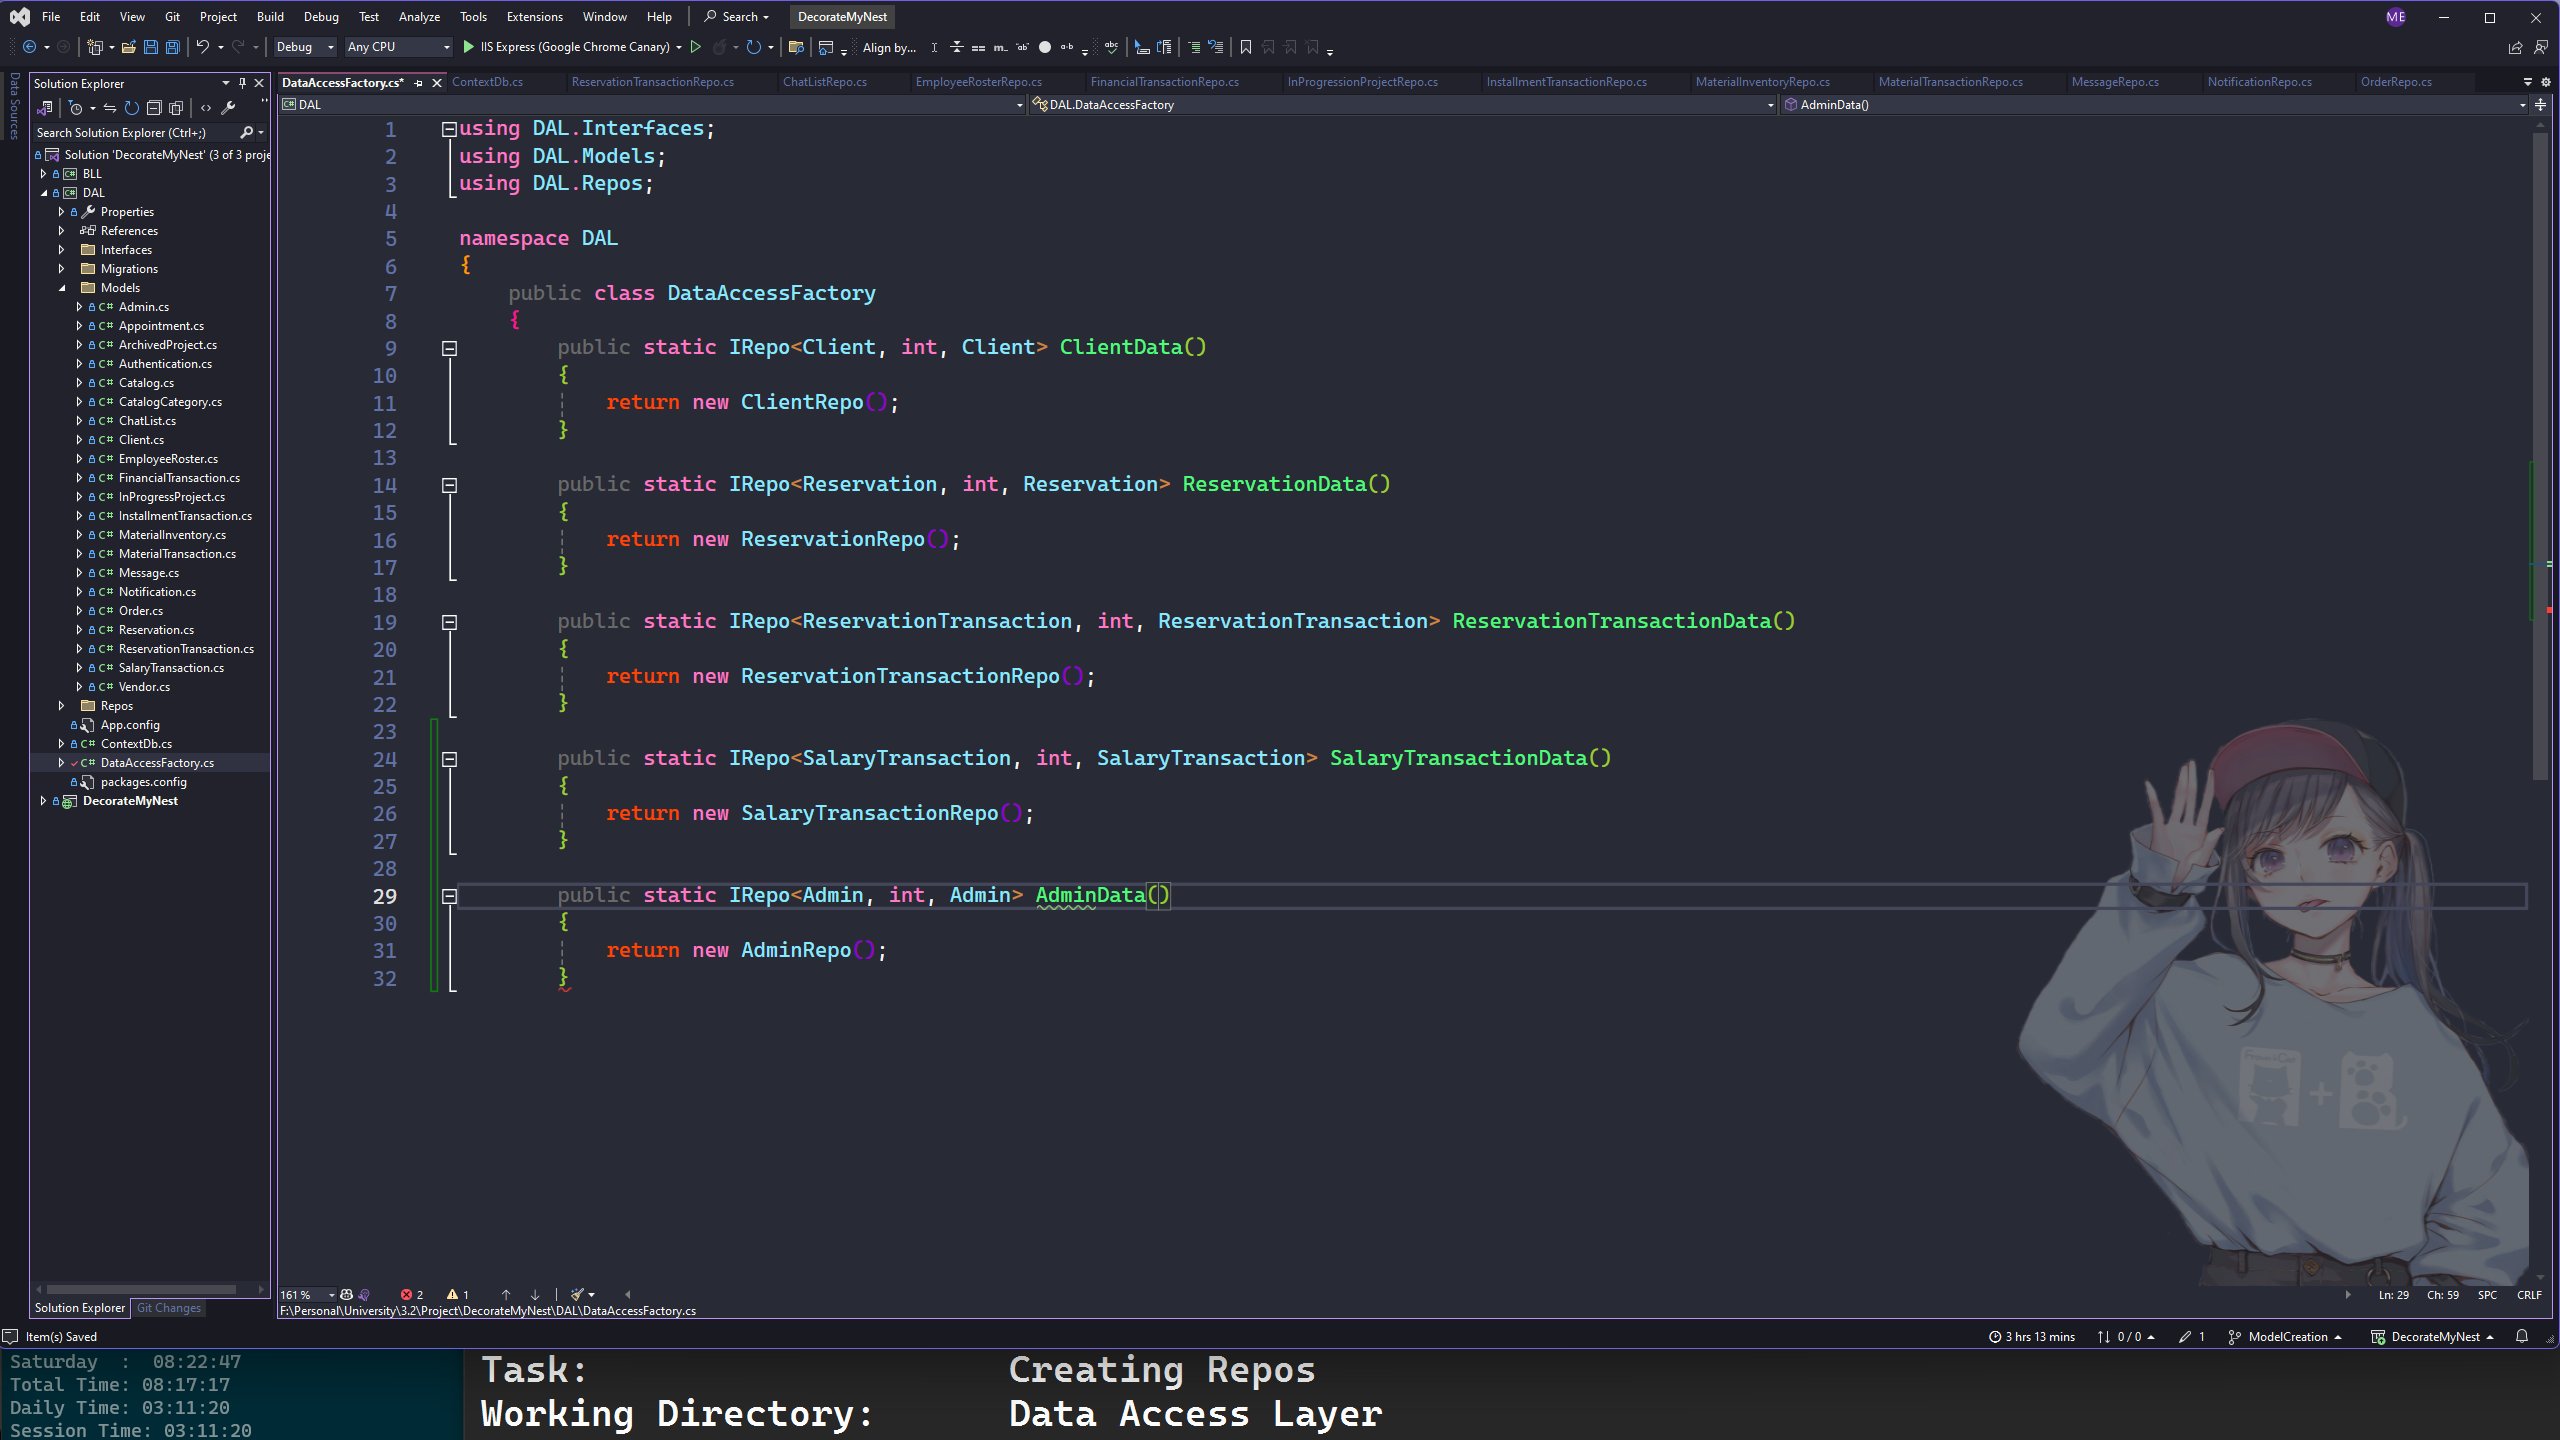 File Edit View Git Project Build Debug Test Analyze Tools Extensions Window Help Search DecorateMyNest ME
Debug Any CPU IIS Express (Google Chrome Canary) Align by...
Data Sources
Solution Explorer
Search Solution Explorer (Ctrl+;)
Solution 'DecorateMyNest' (3 of 3 proje
BLL
DAL
Properties
References
Interfaces
Migrations
Models
C# Admin.cs
C# Appointment.cs
C# ArchivedProject.cs
C# Authentication.cs
C# Catalog.cs
C# CatalogCategory.cs
C# ChatList.cs
C# Client.cs
C# EmployeeRoster.cs
C# FinancialTransaction.cs
C# InProgressProject.cs
C# InstallmentTransaction.cs
C# MaterialInventory.cs
C# MaterialTransaction.cs
C# Message.cs
C# Notification.cs
C# Order.cs
C# Reservation.cs
C# ReservationTransaction.cs
C# SalaryTransaction.cs
C# Vendor.cs
Repos
App.config
C# ContextDb.cs
C# DataAccessFactory.cs
packages.config
DecorateMyNest
Solution Explorer Git Changes
DataAccessFactory.cs* ContextDb.cs ReservationTransactionRepo.cs ChatListRepo.cs EmployeeRosterRepo.cs FinancialTransactionRepo.cs InProgressionProjectRepo.cs InstallmentTransactionRepo.cs MaterialInventoryRepo.cs MaterialTransactionRepo.cs MessageRepo.cs NotificationRepo.cs OrderRepo.cs
DAL DAL.DataAccessFactory AdminData()
1 using DAL.Interfaces;
2 using DAL.Models;
3 using DAL.Repos;
4
5 namespace DAL
6 {
7 public class DataAccessFactory
8 {
9 public static IRepo<Client, int, Client> ClientData()
10 {
11 return new ClientRepo();
12 }
13
14 public static IRepo<Reservation, int, Reservation> ReservationData()
15 {
16 return new ReservationRepo();
17 }
18
19 public static IRepo<ReservationTransaction, int, ReservationTransaction> ReservationTransactionData()
20 {
21 return new ReservationTransactionRepo();
22 }
23
24 public static IRepo<SalaryTransaction, int, SalaryTransaction> SalaryTransactionData()
25 {
26 return new SalaryTransactionRepo();
27 }
28
29 public static IRepo<Admin, int, Admin> AdminData()
30 {
31 return new AdminRepo();
32 }
161 % 2 1 Ln: 29 Ch: 59 SPC CRLF
F:\Personal\University\3.2\Project\DecorateMyNest\DAL\DataAccessFactory.cs
Item(s) Saved 3 hrs 13 mins 0 / 0 1 ModelCreation DecorateMyNest
Saturday : 08:22:47
Total Time: 08:17:17
Daily Time: 03:11:20
Session Time: 03:11:20
Task: Creating Repos
Working Directory: Data Access Layer